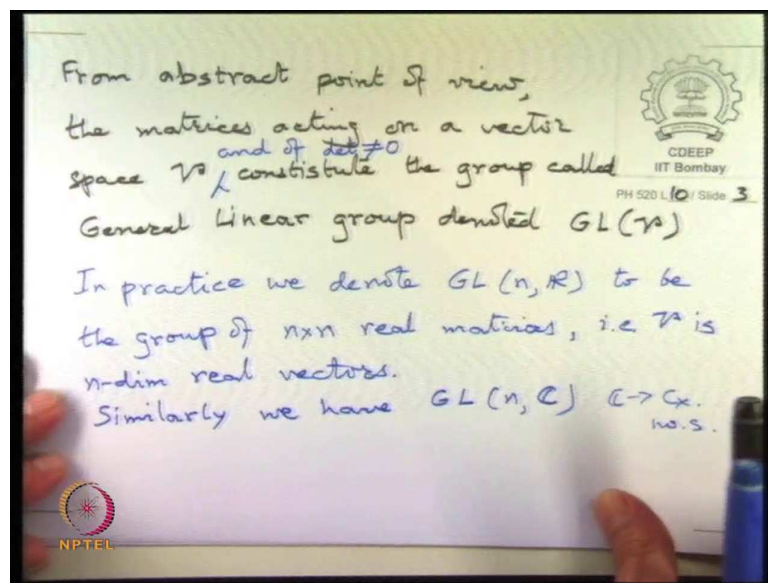 From abstract point of view,
the matrices acting on a vector
and of det ≠ 0
space 𝒱 constistute the group called
General Linear group denoted GL(𝒱)
In practice we denote GL(n, ℝ) to be
the group of n×n real matrices, i.e 𝒱 is
n-dim real vectors.
Similarly we have GL(n, ℂ) ℂ → Cx.
no.s.
CDEEP
IIT Bombay
PH 520 L 10 / Slide 3
NPTEL